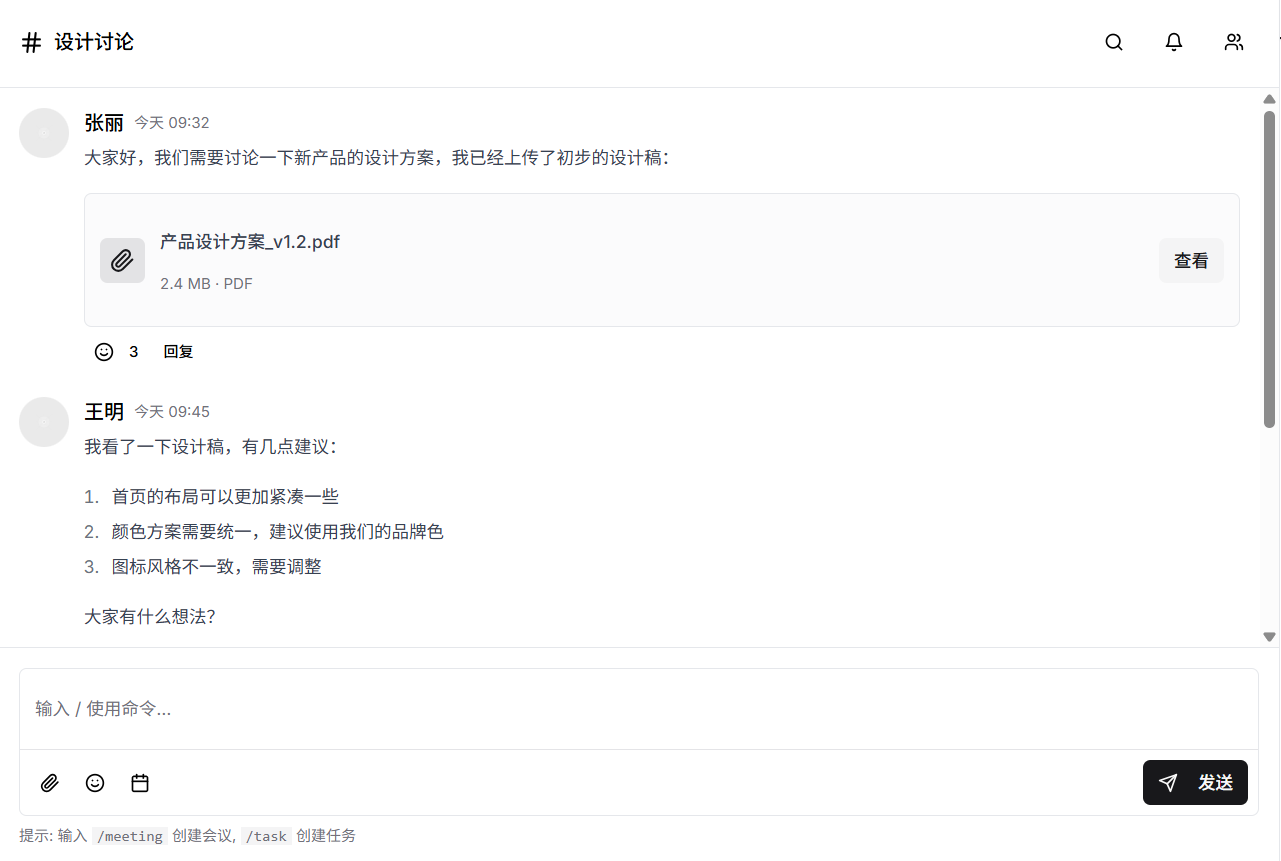 # 设计讨论
张丽 今天 09:32
大家好，我们需要讨论一下新产品的设计方案，我已经上传了初步的设计稿：
产品设计方案_v1.2.pdf
2.4 MB · PDF
查看
3 回复
王明 今天 09:45
我看了一下设计稿，有几点建议：
1. 首页的布局可以更加紧凑一些
2. 颜色方案需要统一，建议使用我们的品牌色
3. 图标风格不一致，需要调整
大家有什么想法？
输入 / 使用命令...
发送
提示: 输入 /meeting 创建会议, /task 创建任务